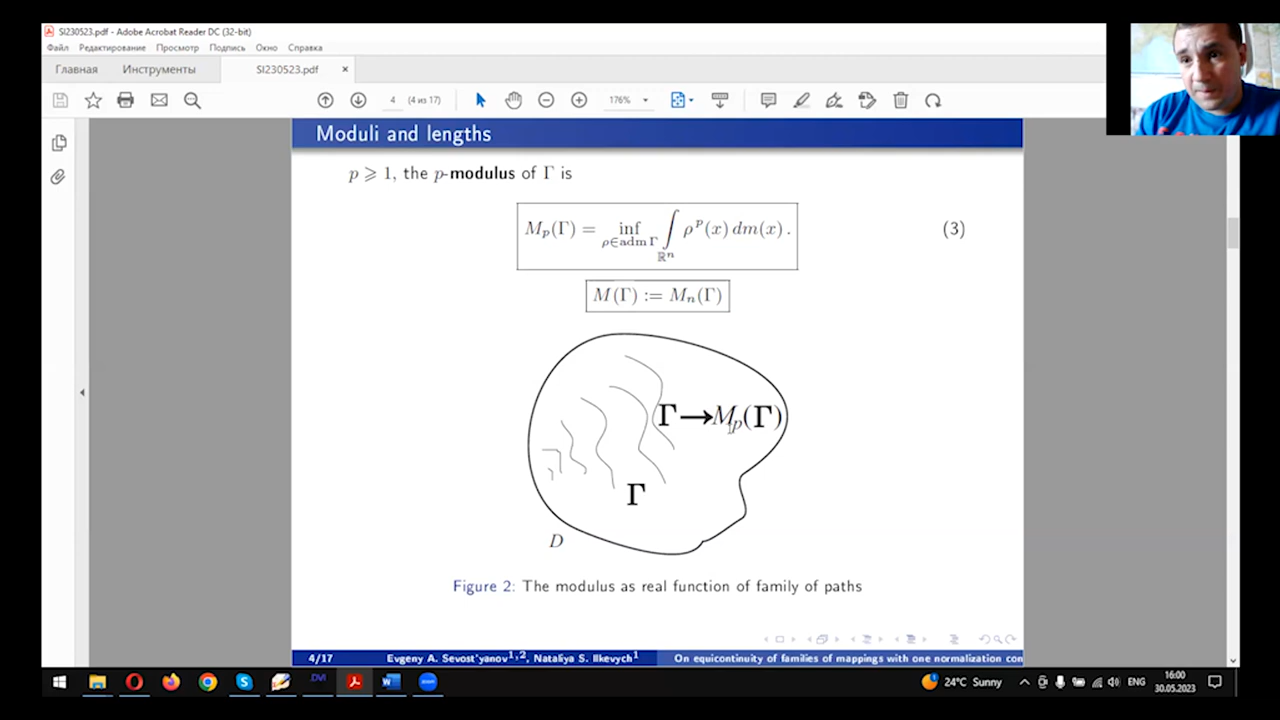 SI230523.pdf - Adobe Acrobat Reader DC (32-bit)
Файл Редактирование Просмотр Подпись Окно Справка
Главная Инструменты SI230523.pdf ×
4 (4 из 17) 176%
Moduli and lengths
p ⩾ 1, the p-modulus of Γ is
M_p(Γ) = inf_{ρ∈adm Γ} ∫_{ℝⁿ} ρ^p(x) dm(x) . (3)
M(Γ) := M_n(Γ)
Γ→M_p(Γ)
Γ
D
Figure 2: The modulus as real function of family of paths
4/17 Evgeny A. Sevost'yanov^{1,2}, Nataliya S. Ilkevych^1 On equicontinuity of families of mappings with one normalization con
.DVI 24°C Sunny ENG 16:00
30.05.2023